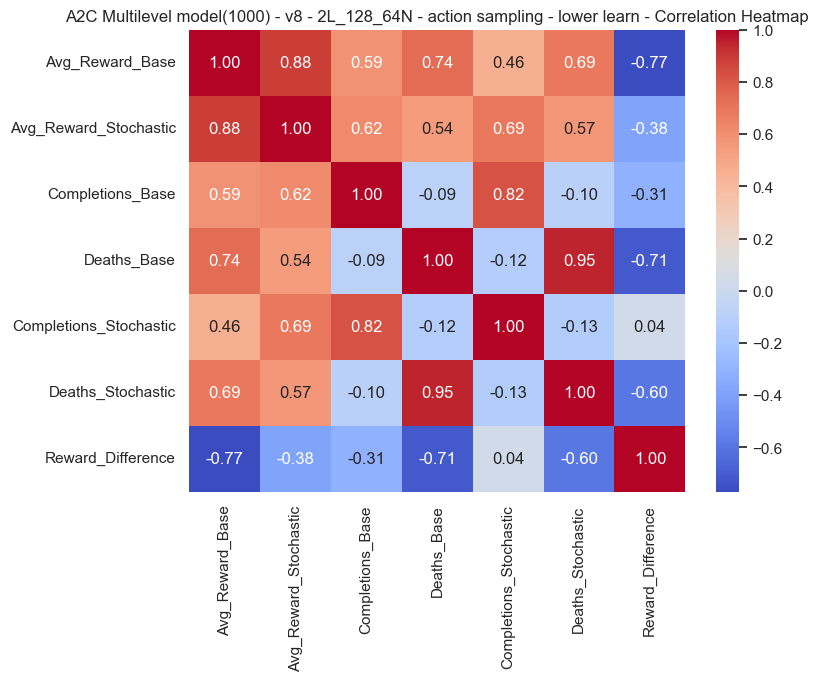 A2C Multilevel model(1000) - v8 - 2L_128_64N - action sampling - lower learn - Correlation Heatmap
Avg_Reward_Base 1.00 0.88 0.59 0.74 0.46 0.69 -0.77
Avg_Reward_Stochastic 0.88 1.00 0.62 0.54 0.69 0.57 -0.38
Completions_Base 0.59 0.62 1.00 -0.09 0.82 -0.10 -0.31
Deaths_Base 0.74 0.54 -0.09 1.00 -0.12 0.95 -0.71
Completions_Stochastic 0.46 0.69 0.82 -0.12 1.00 -0.13 0.04
Deaths_Stochastic 0.69 0.57 -0.10 0.95 -0.13 1.00 -0.60
Reward_Difference -0.77 -0.38 -0.31 -0.71 0.04 -0.60 1.00
Avg_Reward_Base
Avg_Reward_Stochastic
Completions_Base
Deaths_Base
Completions_Stochastic
Deaths_Stochastic
Reward_Difference
1.0
0.8
0.6
0.4
0.2
0.0
−0.2
−0.4
−0.6